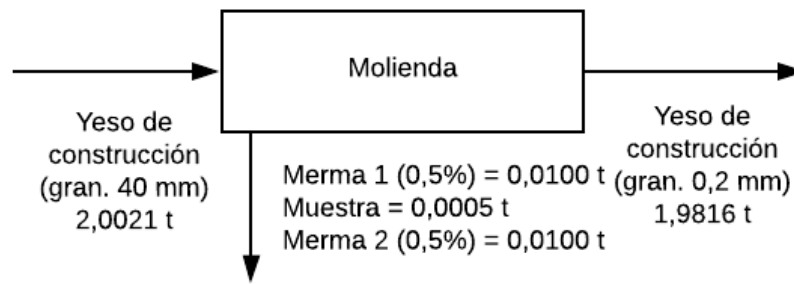 Molienda
Yeso de
construcción
(gran. 40 mm)
2,0021 t
Merma 1 (0,5%) = 0,0100 t
Muestra = 0,0005 t
Merma 2 (0,5%) = 0,0100 t
Yeso de
construcción
(gran. 0,2 mm)
1,9816 t